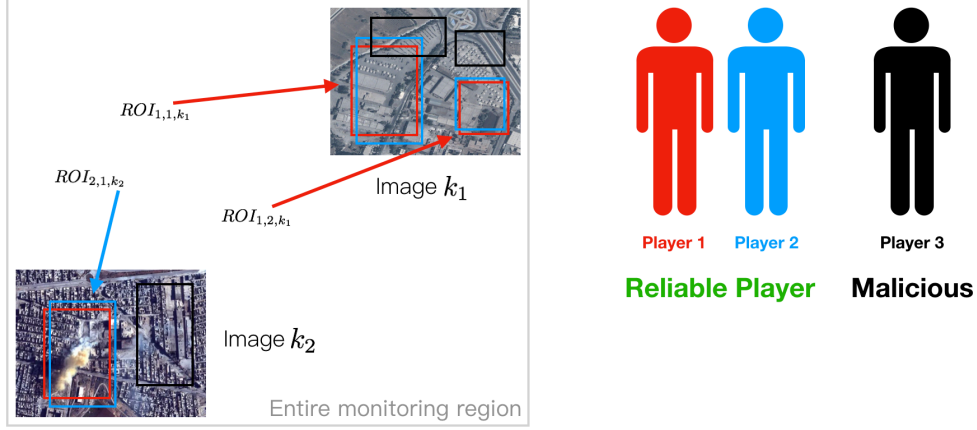 ROI1,1,k1
Image k1
ROI2,1,k2
ROI1,2,k1
Image k2
Entire monitoring region
Player 1
Player 2
Player 3
Reliable Player
Malicious